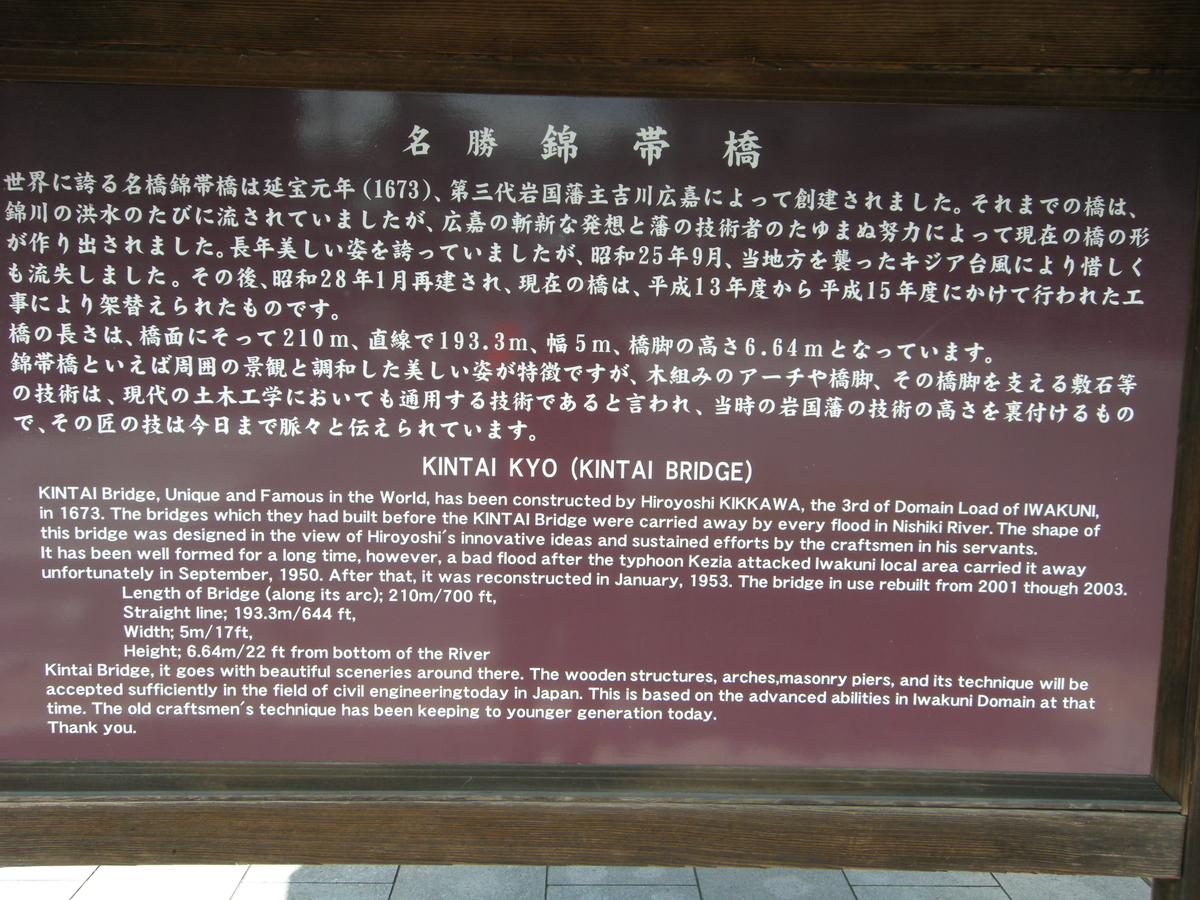 名勝 錦帯橋
世界に誇る名橋錦帯橋は延宝元年(1673)、第三代岩国藩主吉川広嘉によって創建されました。それまでの橋は、
錦川の洪水のたびに流されていましたが、広嘉の斬新な発想と藩の技術者のたゆまぬ努力によって現在の橋の形
が作り出されました。長年美しい姿を誇っていましたが、昭和25年9月、当地方を襲ったキジア台風により惜しく
も流失しました。その後、昭和28年1月再建され、現在の橋は、平成13年度から平成15年度にかけて行われた工
事により架替えられたものです。
橋の長さは、橋面にそって210m、直線で193.3m、幅5m、橋脚の高さ6.64mとなっています。
錦帯橋といえば周囲の景観と調和した美しい姿が特徴ですが、木組みのアーチや橋脚、その橋脚を支える敷石等
の技術は、現代の土木工学においても通用する技術であると言われ、当時の岩国藩の技術の高さを裏付けるもの
で、その匠の技は今日まで脈々と伝えられています。
KINTAI KYO (KINTAI BRIDGE)
KINTAI Bridge, Unique and Famous in the World, has been constructed by Hiroyoshi KIKKAWA, the 3rd of Domain Load of IWAKUNI,
in 1673. The bridges which they had built before the KINTAI Bridge were carried away by every flood in Nishiki River. The shape of
this bridge was designed in the view of Hiroyoshi's innovative ideas and sustained efforts by the craftsmen in his servants.
It has been well formed for a long time, however, a bad flood after the typhoon Kezia attacked Iwakuni local area carried it away
unfortunately in September, 1950. After that, it was reconstructed in January, 1953. The bridge in use rebuilt from 2001 though 2003.
Length of Bridge (along its arc); 210m/700 ft,
Straight line; 193.3m/644 ft,
Width; 5m/17ft,
Height; 6.64m/22 ft from bottom of the River
Kintai Bridge, it goes with beautiful sceneries around there. The wooden structures, arches,masonry piers, and its technique will be
accepted sufficiently in the field of civil engineeringtoday in Japan. This is based on the advanced abilities in Iwakuni Domain at that
time. The old craftsmen's technique has been keeping to younger generation today.
Thank you.